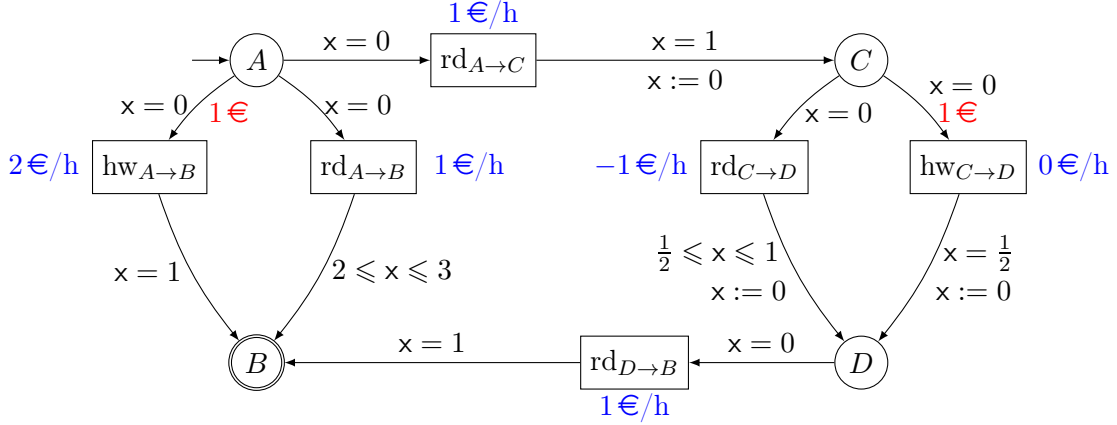 1 €/h
A
x = 0
rd_{A→C}
x = 1
x := 0
C
x = 0
1 €
x = 0
x = 0
x = 0
1 €
2 €/h
hw_{A→B}
rd_{A→B}
1 €/h
−1 €/h
rd_{C→D}
hw_{C→D}
0 €/h
x = 1
2 ⩽ x ⩽ 3
1/2 ⩽ x ⩽ 1
x := 0
x = 1/2
x := 0
B
x = 1
rd_{D→B}
x = 0
D
1 €/h